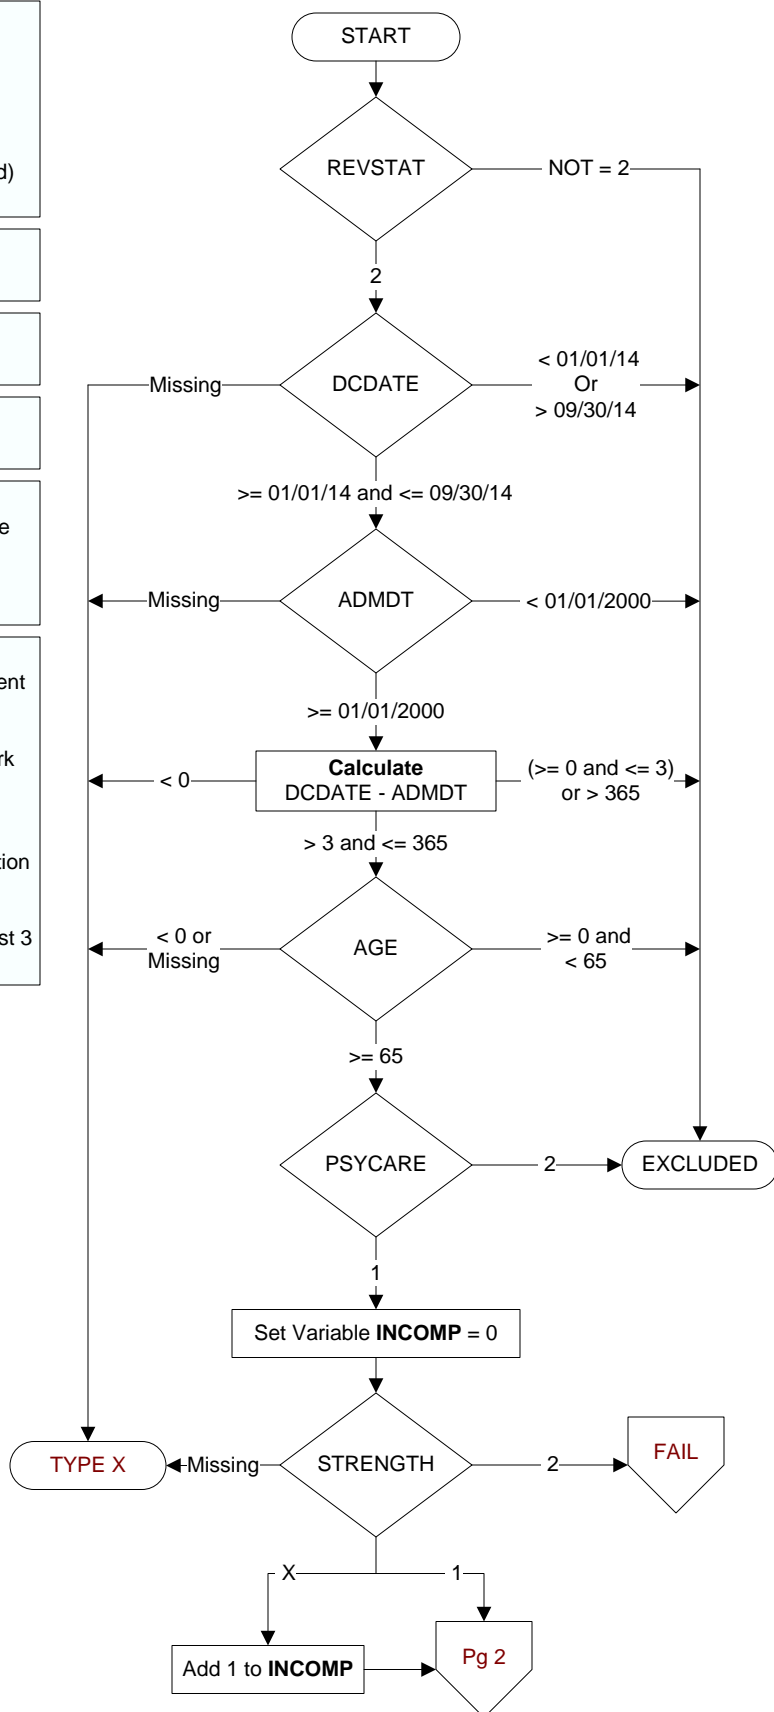 START
REVSTAT
NOT = 2
2
d)
DCDATE
Missing
< 01/01/14
Or
> 09/30/14
>= 01/01/14 and <= 09/30/14
e
ADMDT
Missing
< 01/01/2000
ent
>= 01/01/2000
rk
Calculate
DCDATE - ADMDT
< 0
(>= 0 and <= 3)
or > 365
> 3 and <= 365
tion
st 3
AGE
< 0 or
Missing
>= 0 and
< 65
>= 65
PSYCARE
2
EXCLUDED
1
Set Variable INCOMP = 0
TYPE X
Missing
STRENGTH
2
FAIL
X
1
Add 1 to INCOMP
Pg 2